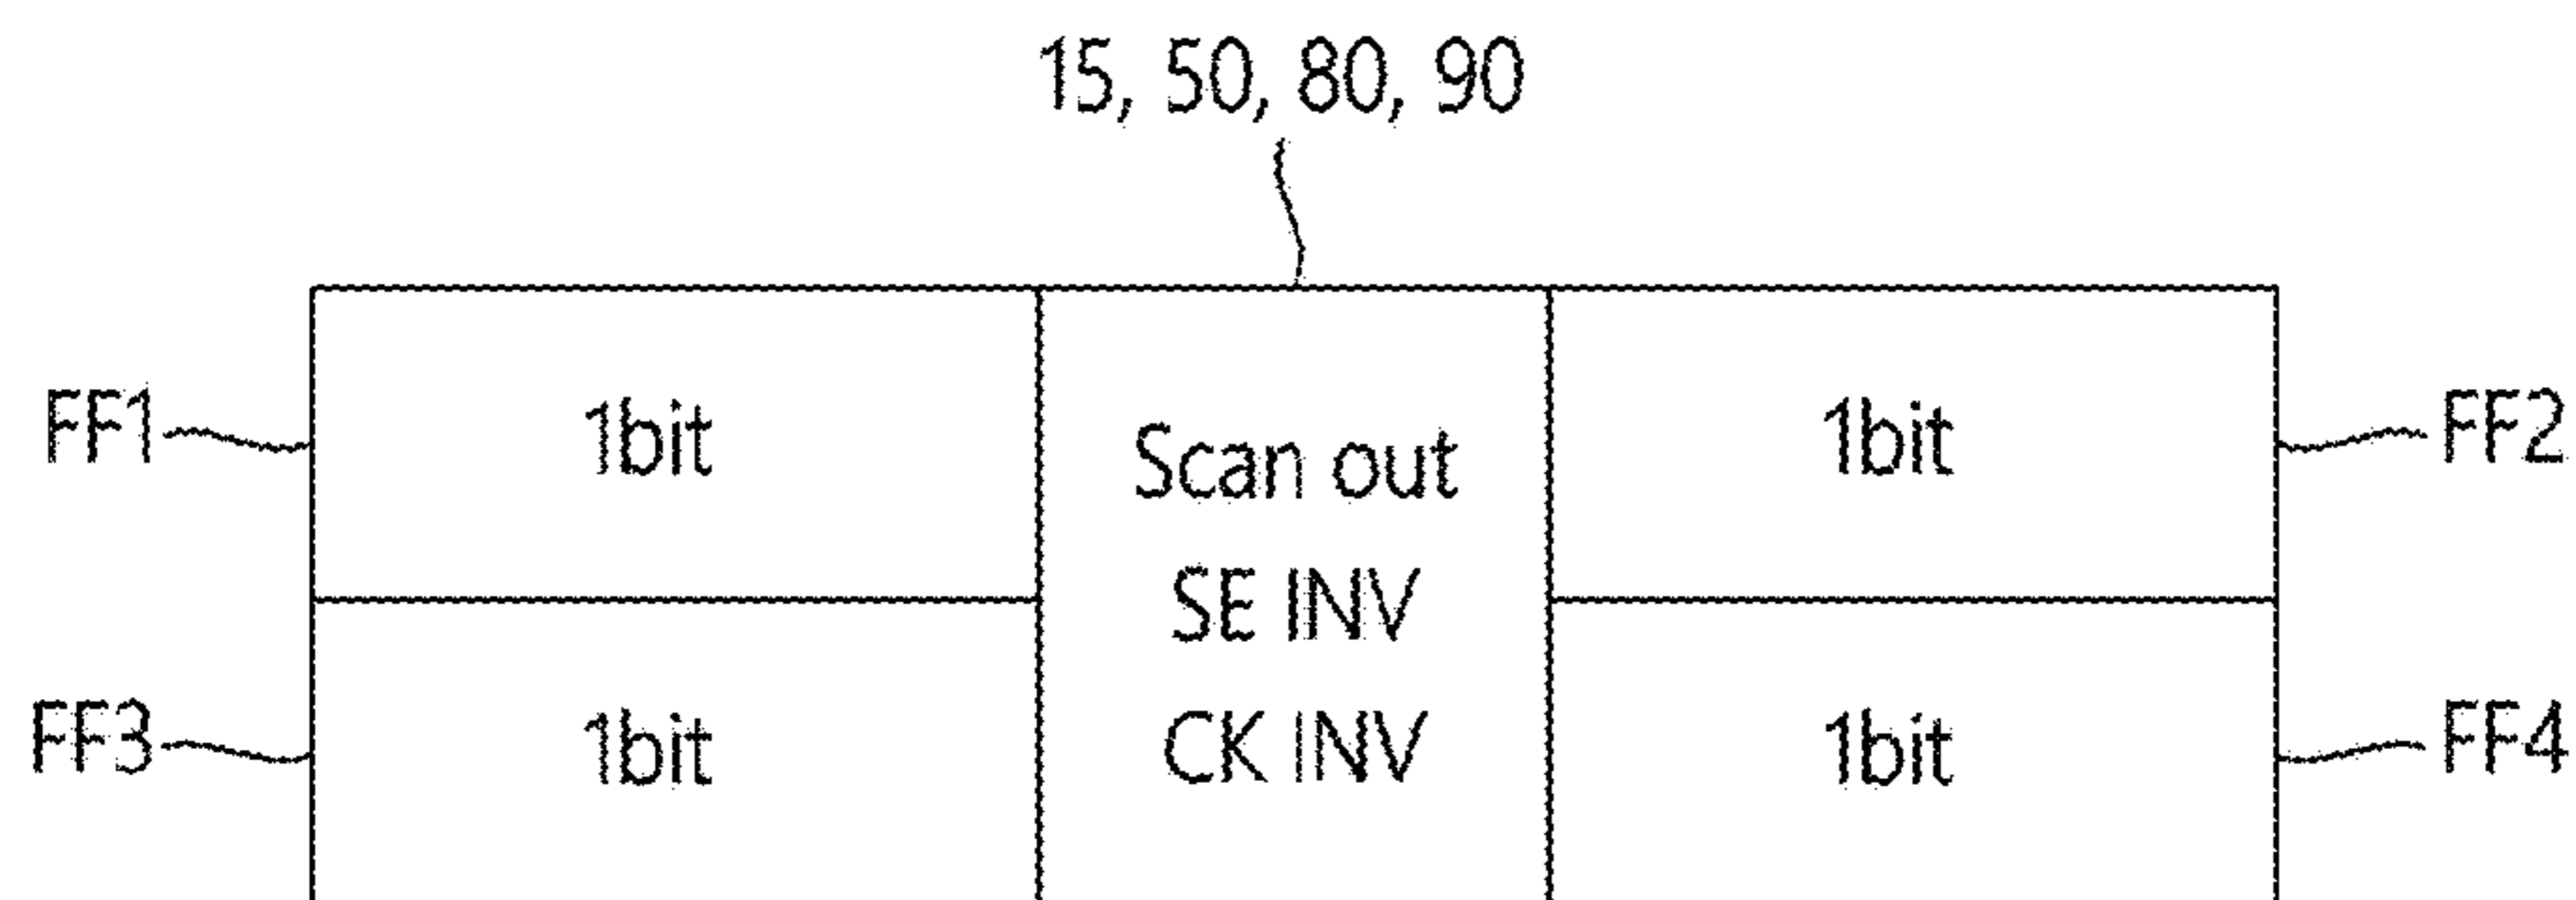 15, 50, 80, 90
FF1
1bit
Scan out
SE INV
CK INV
1bit
FF2
FF3
1bit
1bit
FF4